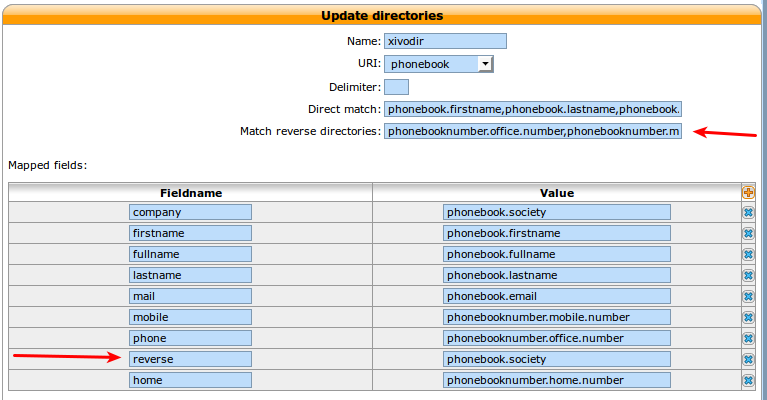 Update directories
Name: xivodir
URI: phonebook
Delimiter:
Direct match: phonebook.firstname,phonebook.lastname,phonebook.
Match reverse directories: phonebooknumber.office.number,phonebooknumber.m
Mapped fields:
Fieldname Value
company phonebook.society
firstname phonebook.firstname
fullname phonebook.fullname
lastname phonebook.lastname
mail phonebook.email
mobile phonebooknumber.mobile.number
phone phonebooknumber.office.number
reverse phonebook.society
home phonebooknumber.home.number